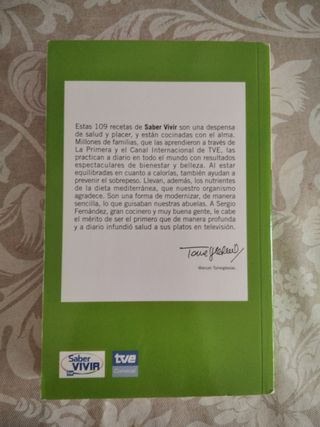 Estas 109 recetas de Saber Vivir son una despensa
de salud y placer, y están cocinadas con el alma.
Millones de familias, que las aprendieron a través de
La Primera y el Canal Internacional de TVE, las
practican a diario en todo el mundo con resultados
espectaculares de bienestar y belleza. Al estar
equilibradas en cuanto a calorías, también ayudan a
prevenir el sobrepeso. Llevan, además, los nutrientes
de la dieta mediterránea, que nuestro organismo
agradece. Son una forma de modernizar, de manera
sencilla, lo que guisaban nuestras abuelas. A Sergio
Fernández, gran cocinero y muy buena gente, le cabe
el mérito de ser el primero que de manera profunda
y a diario infundió salud a sus platos en televisión.
Manuel Torreiglesias.
Saber
VIVIR
tve